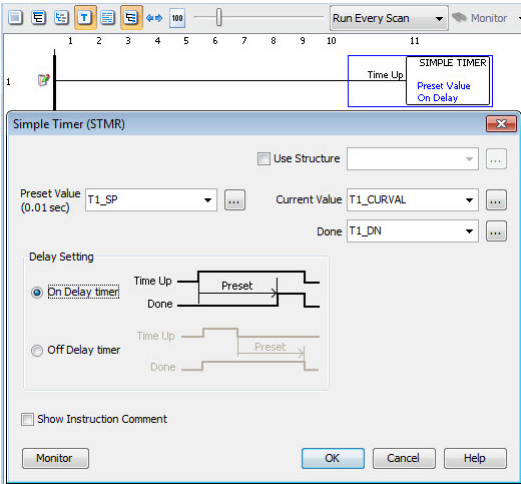 T
100
Run Every Scan
Monitor
1 2 3 4 5 6 7 8 9 10 11
SIMPLE TIMER
1
Time Up
Preset Value
On Delay
Simple Timer (STMR)
Use Structure
...
Preset Value
(0.01 sec)
T1_SP
...
Current Value
T1_CURVAL
...
Done
T1_DN
...
Delay Setting
On Delay timer
Time Up
Preset
Done
Off Delay timer
Time Up
Preset
Done
Show Instruction Comment
Monitor
OK
Cancel
Help